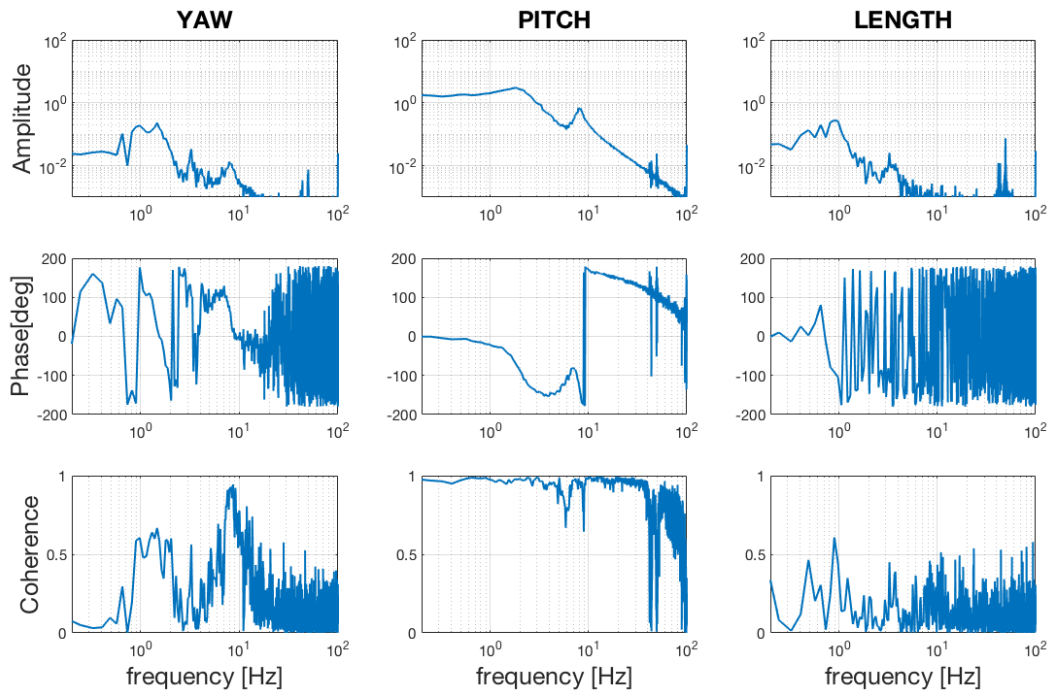 YAW PITCH LENGTH
Amplitude
10^2 10^2 10^2
10^0 10^0 10^0
10^-2 10^-2 10^-2
10^0 10^1 10^2 10^0 10^1 10^2 10^0 10^1 10^2
Phase[deg]
200 200 200
100 100 100
0 0 0
-100 -100 -100
-200 -200 -200
10^0 10^1 10^2 10^0 10^1 10^2 10^0 10^1 10^2
Coherence
1 1 1
0.5 0.5 0.5
0 0 0
10^0 10^1 10^2 10^0 10^1 10^2 10^0 10^1 10^2
frequency [Hz] frequency [Hz] frequency [Hz]